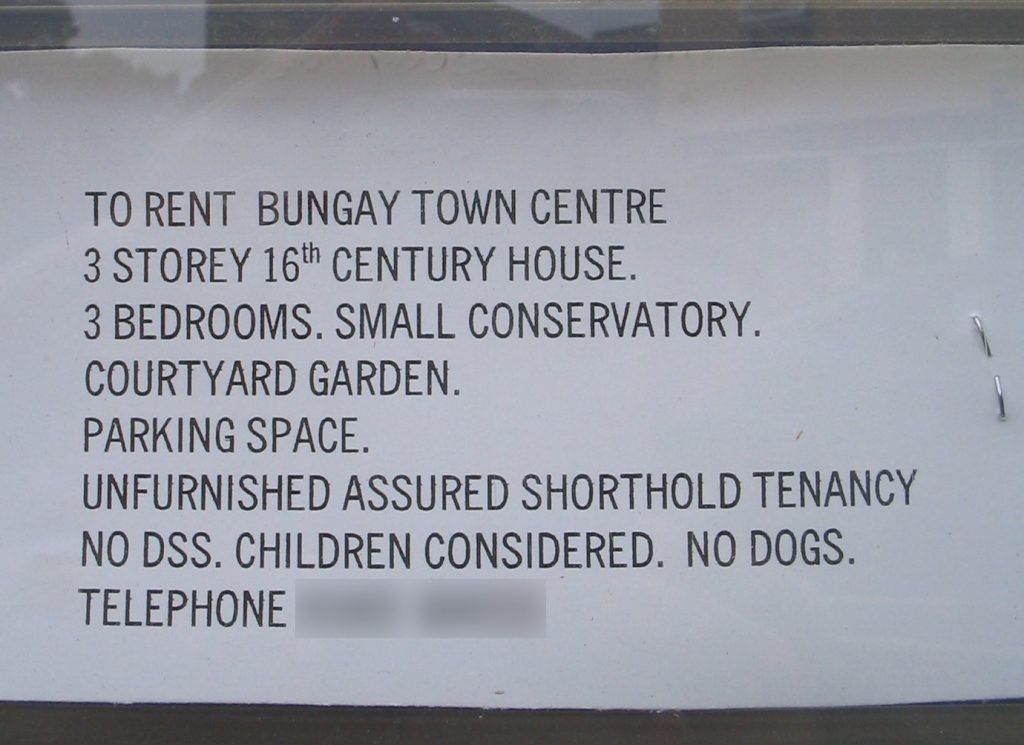 TO RENT BUNGAY TOWN CENTRE
3 STOREY 16th CENTURY HOUSE.
3 BEDROOMS. SMALL CONSERVATORY.
COURTYARD GARDEN.
PARKING SPACE.
UNFURNISHED ASSURED SHORTHOLD TENANCY
NO DSS. CHILDREN CONSIDERED. NO DOGS.
TELEPHONE